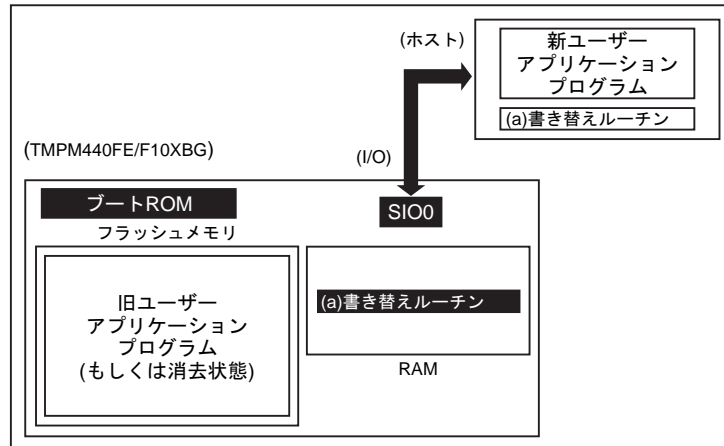 (ホスト)
新ユーザー
アプリケーション
プログラム
(a)書き替えルーチン
(TMPM440FE/F10XBG)
(I/O)
ブートROM
SIO0
フラッシュメモリ
旧ユーザー
アプリケーション
プログラム
(もしくは消去状態)
(a)書き替えルーチン
RAM